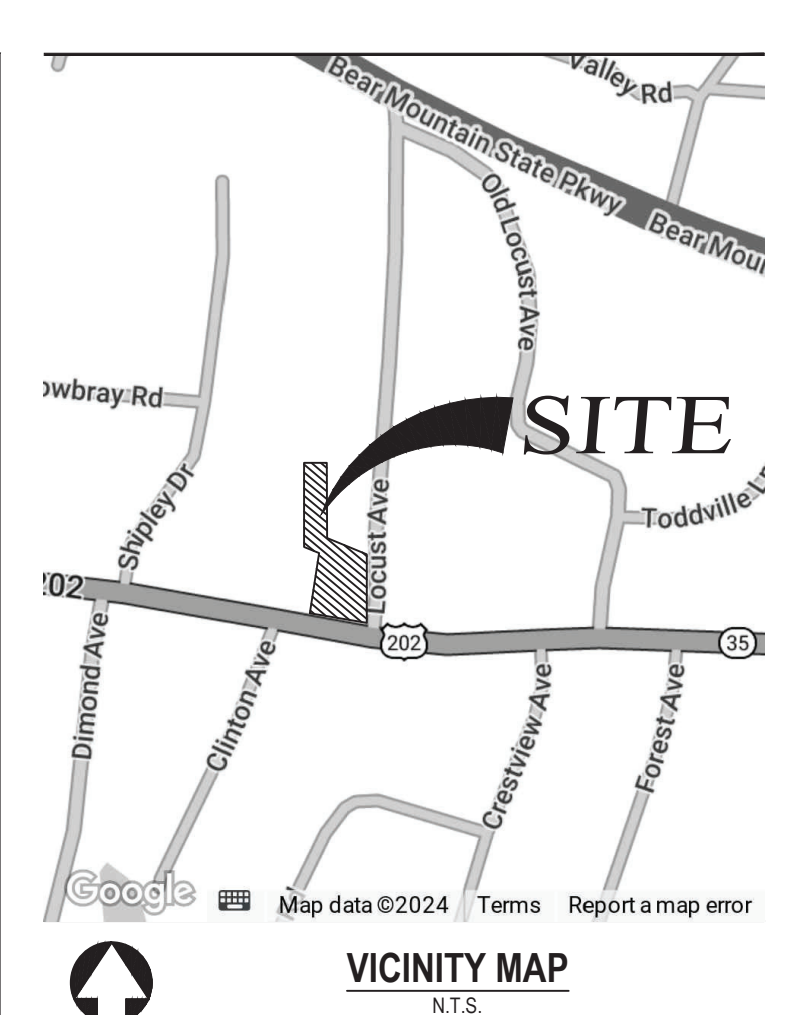 Valley Rd
Bear Mountain State Pkwy
Bear Moun
Old Locust Ave
owbray Rd
SITE
Shipley Dr
Locust Ave
Toddville L
202
202
35
Dimond Ave
Clinton Ave
Crestview Ave
Forest Ave
Google
Map data ©2024
Terms
Report a map error
VICINITY MAP
N.T.S.